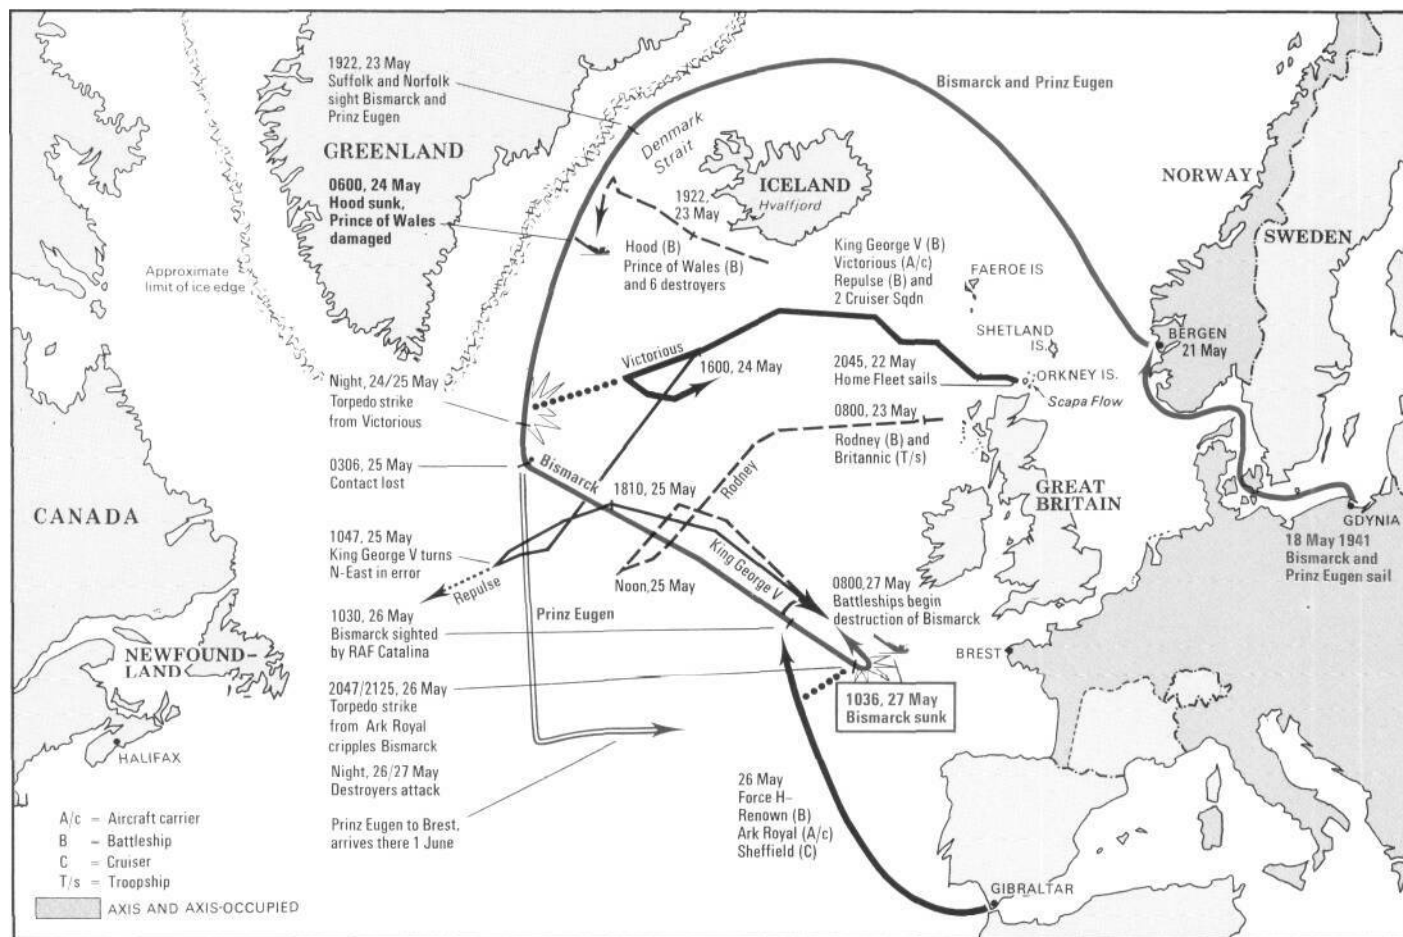 1922, 23 May
Suffolk and Norfolk
sight Bismarck and
Prinz Eugen
GREENLAND
0600, 24 May
Hood sunk,
Prince of Wales
damaged
Approximate
limit of ice edge
Denmark
Strait
Bismarck and Prinz Eugen
ICELAND
Hvalfjord
1922,
23 May
Hood (B)
Prince of Wales (B)
and 6 destroyers
King George V (B)
Victorious (A/c)
Repulse (B) and
2 Cruiser Sqdn
FAEROE IS
SHETLAND
IS.
NORWAY
SWEDEN
BERGEN
21 May
Victorious
1600, 24 May
2045, 22 May
Home Fleet sails
ORKNEY IS.
Scapa Flow
Night, 24/25 May
Torpedo strike
from Victorious
0800, 23 May
Rodney (B) and
Britannic (T/s)
0306, 25 May
Contact lost
Bismarck
1810, 25 May
Rodney
GREAT
BRITAIN
CANADA
GDYNIA
18 May 1941
Bismarck and
Prinz Eugen sail
1047, 25 May
King George V turns
N-East in error
Repulse
King George V
Noon, 25 May
0800, 27 May
Battleships begin
destruction of Bismarck
Prinz Eugen
1030, 26 May
Bismarck sighted
by RAF Catalina
NEWFOUND-
LAND
BREST
2047/2125, 26 May
Torpedo strike
from Ark Royal
cripples Bismarck
1036, 27 May
Bismarck sunk
HALIFAX
Night, 26/27 May
Destroyers attack
26 May
Force H-
Renown (B)
Ark Royal (A/c)
Sheffield (C)
Prinz Eugen to Brest,
arrives there 1 June
GIBRALTAR
A/c = Aircraft carrier
B = Battleship
C = Cruiser
T/s = Troopship
AXIS AND AXIS-OCCUPIED